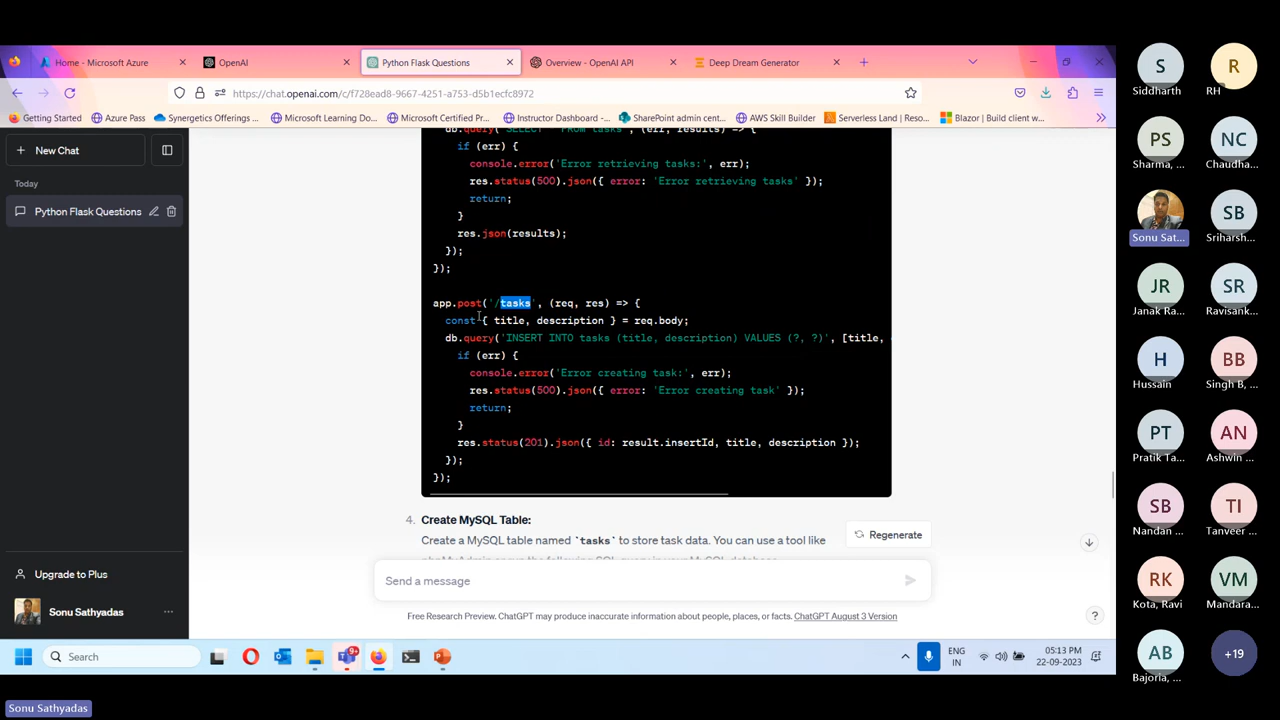 Home - Microsoft Azure
OpenAI
Python Flask Questions
Overview - OpenAI API
Deep Dream Generator
https://chat.openai.com/c/f728ead8-9667-4251-a753-d5b1ecfc8972
Getting Started
Azure Pass
Synergetics Offerings ...
Microsoft Learning Do...
Microsoft Certified Pr...
Instructor Dashboard -...
SharePoint admin cent...
AWS Skill Builder
Serverless Land | Reso...
Blazor | Build client w...
New Chat
Today
Python Flask Questions
Upgrade to Plus
Sonu Sathyadas
db.query('SELECT * FROM tasks', (err, results) => {
if (err) {
console.error('Error retrieving tasks:', err);
res.status(500).json({ error: 'Error retrieving tasks' });
return;
}
res.json(results);
});
});
app.post('/tasks', (req, res) => {
const { title, description } = req.body;
db.query('INSERT INTO tasks (title, description) VALUES (?, ?)', [title,
if (err) {
console.error('Error creating task:', err);
res.status(500).json({ error: 'Error creating task' });
return;
}
res.status(201).json({ id: result.insertId, title, description });
});
});
4. Create MySQL Table:
Create a MySQL table named `tasks` to store task data. You can use a tool like
Regenerate
Send a message
Free Research Preview. ChatGPT may produce inaccurate information about people, places, or facts. ChatGPT August 3 Version
?
Search
9+
ENG
IN
05:13 PM
22-09-2023
S
Siddharth
R
RH
PS
Sharma, ...
NC
Chaudha...
Sonu Sat...
SB
Sriharsh...
JR
Janak Ra...
SR
Ravisank...
H
Hussain
BB
Singh B, ...
PT
Pratik Ta...
AN
Ashwin ...
SB
Nandan ...
TI
Tanveer ...
RK
Kota, Ravi
VM
Mandara...
AB
Bajoria, ...
+19
Sonu Sathyadas